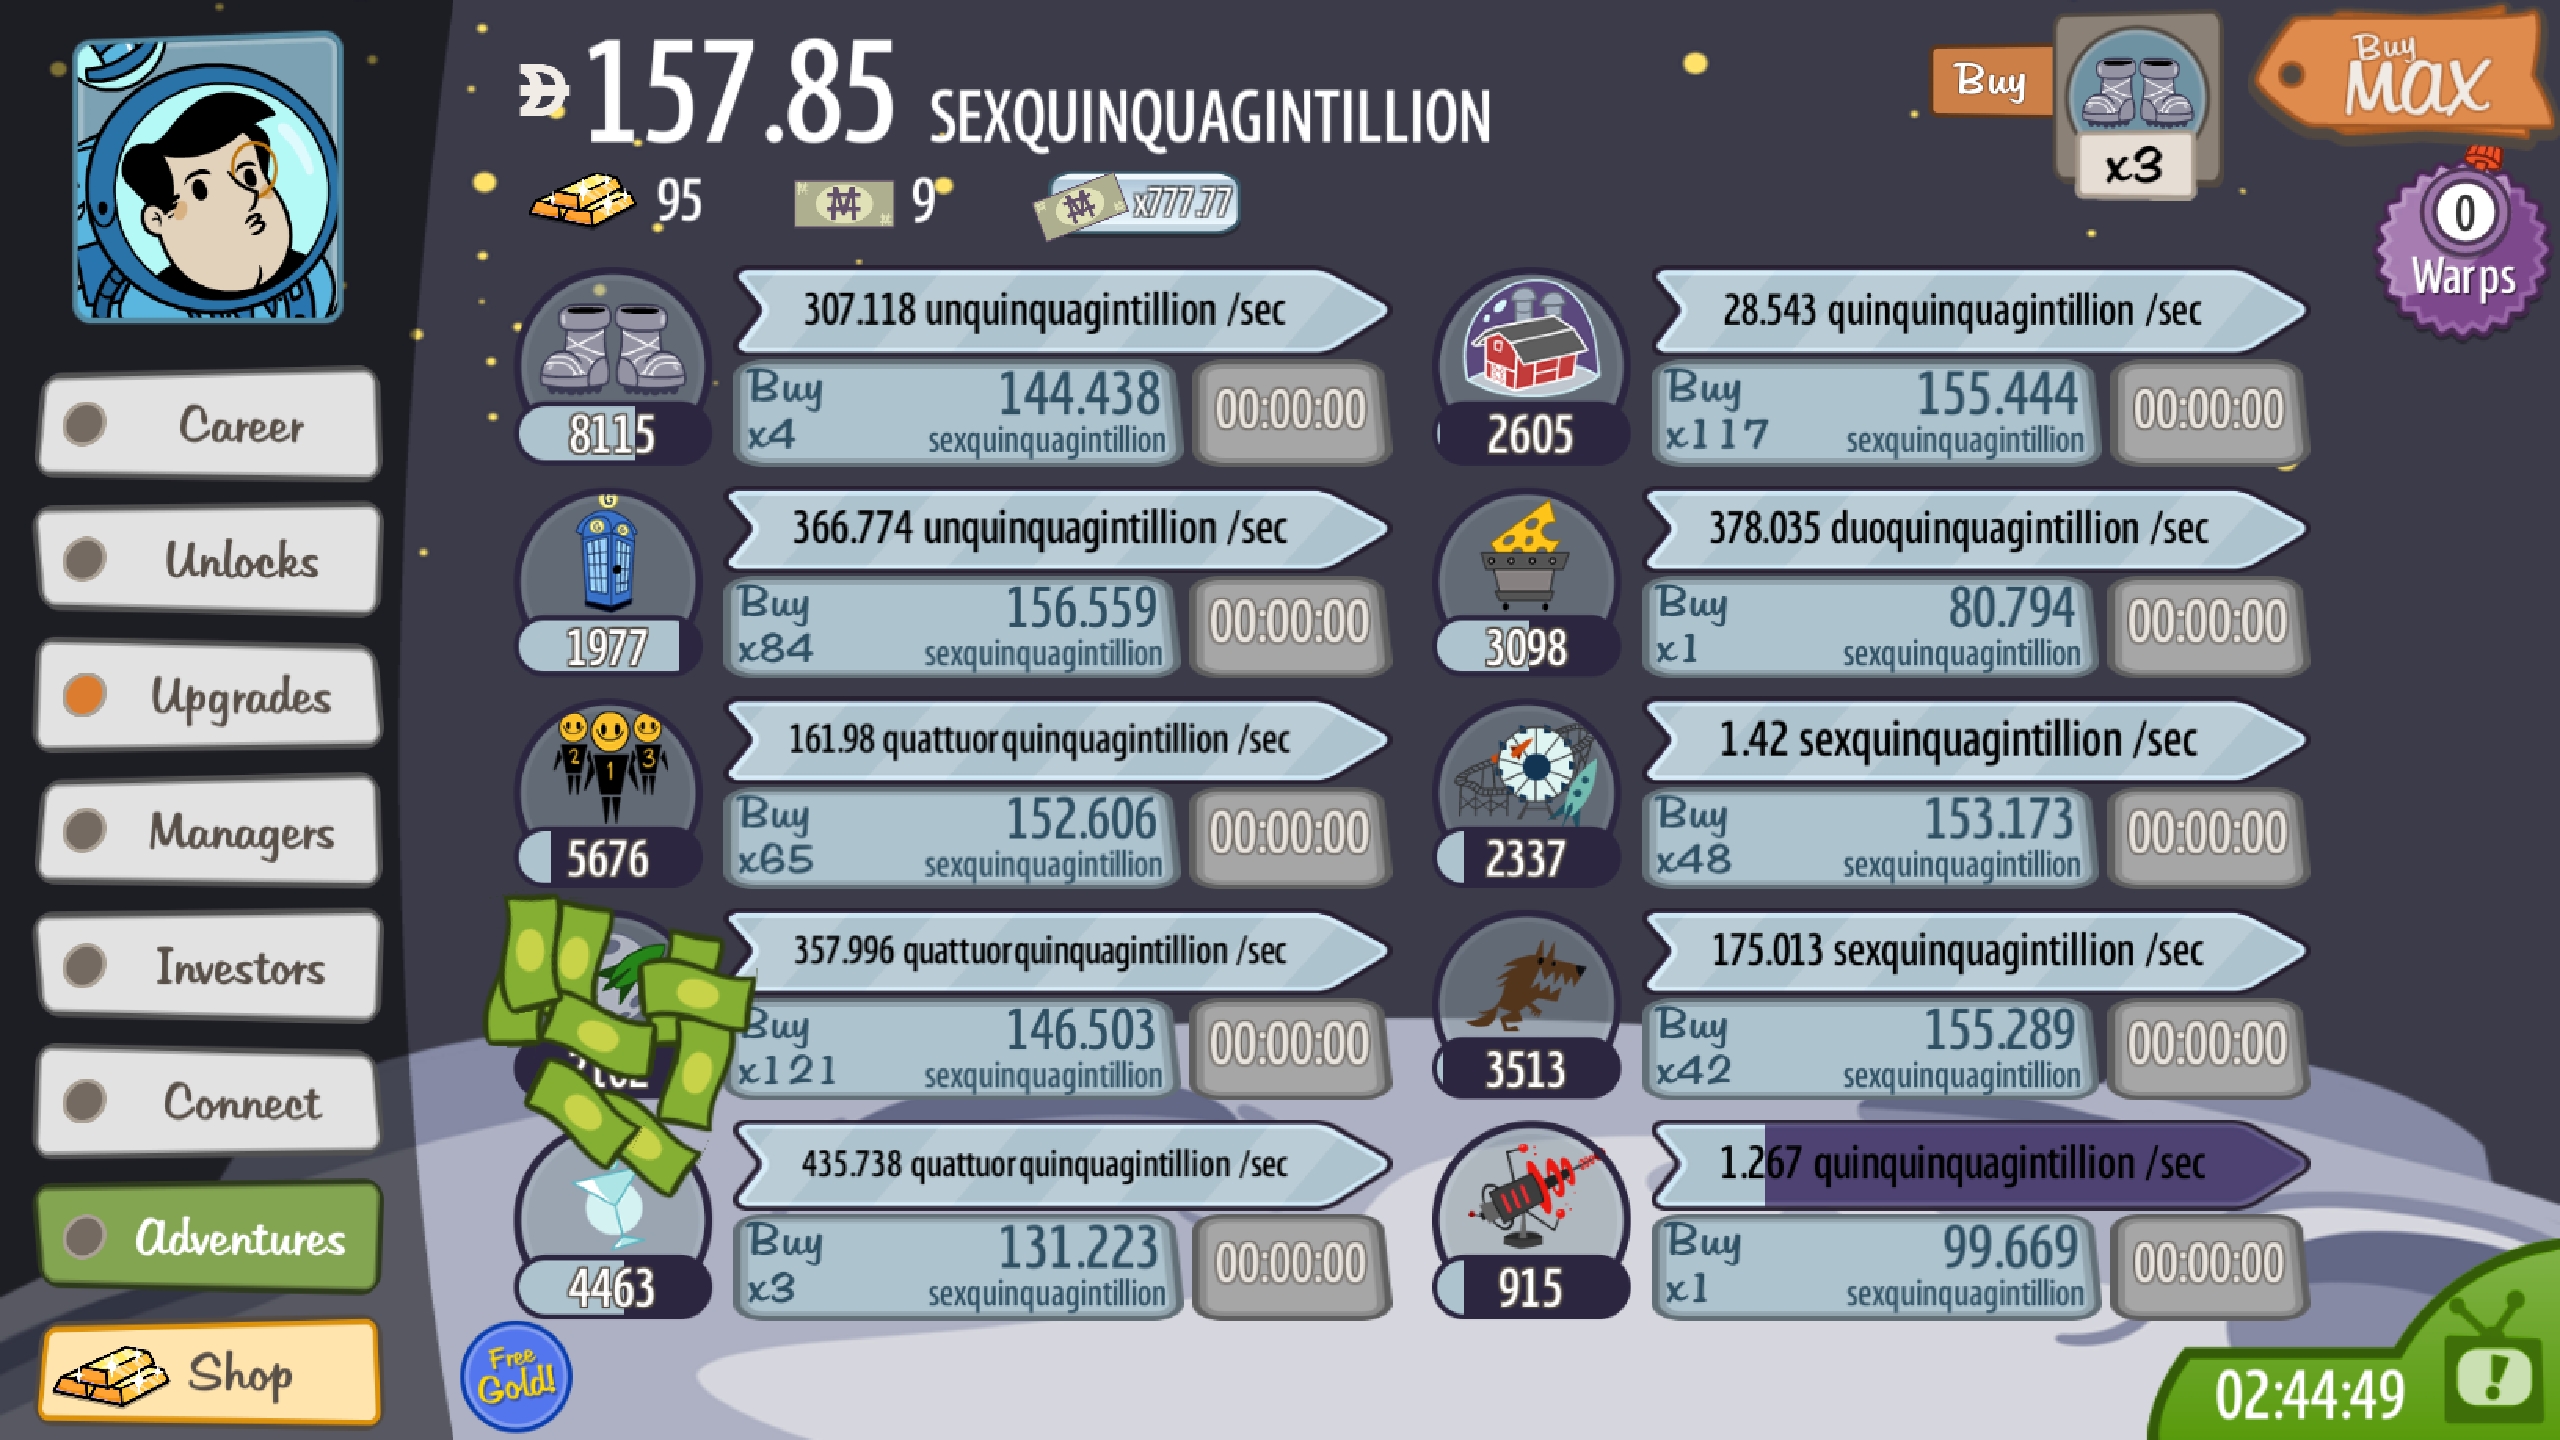 157.85 SEXQUINQUAGINTILLION
Buy
x3
Buy
MAX
95
9
x777.77
0
Warps
Career
Unlocks
Upgrades
Managers
Investors
Connect
Adventures
Shop
307.118 unquinquagintillion /sec
8115
Buy 144.438
x4 sexquinquagintillion
00:00:00
28.543 quinquinquagintillion /sec
2605
Buy 155.444
x117 sexquinquagintillion
00:00:00
366.774 unquinquagintillion /sec
1977
Buy 156.559
x84 sexquinquagintillion
00:00:00
378.035 duoquinquagintillion /sec
3098
Buy 80.794
x1 sexquinquagintillion
00:00:00
2 1 3
161.98 quattuorquinquagintillion /sec
5676
Buy 152.606
x65 sexquinquagintillion
00:00:00
1.42 sexquinquagintillion /sec
2337
Buy 153.173
x48 sexquinquagintillion
00:00:00
357.996 quattuorquinquagintillion /sec
Buy 146.503
x121 sexquinquagintillion
00:00:00
175.013 sexquinquagintillion /sec
3513
Buy 155.289
x42 sexquinquagintillion
00:00:00
435.738 quattuorquinquagintillion /sec
4463
Buy 131.223
x3 sexquinquagintillion
00:00:00
1.267 quinquinquagintillion /sec
915
Buy 99.669
x1 sexquinquagintillion
00:00:00
Free
Gold!
02:44:49
!